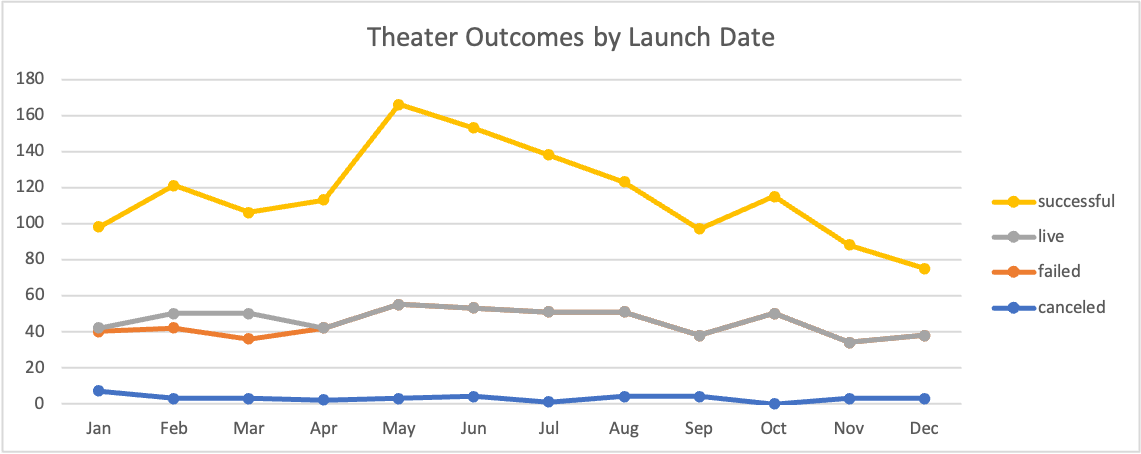 Theater Outcomes by Launch Date
180
160
140
120
100
80
60
40
20
0
Jan Feb Mar Apr May Jun Jul Aug Sep Oct Nov Dec
successful
live
failed
canceled